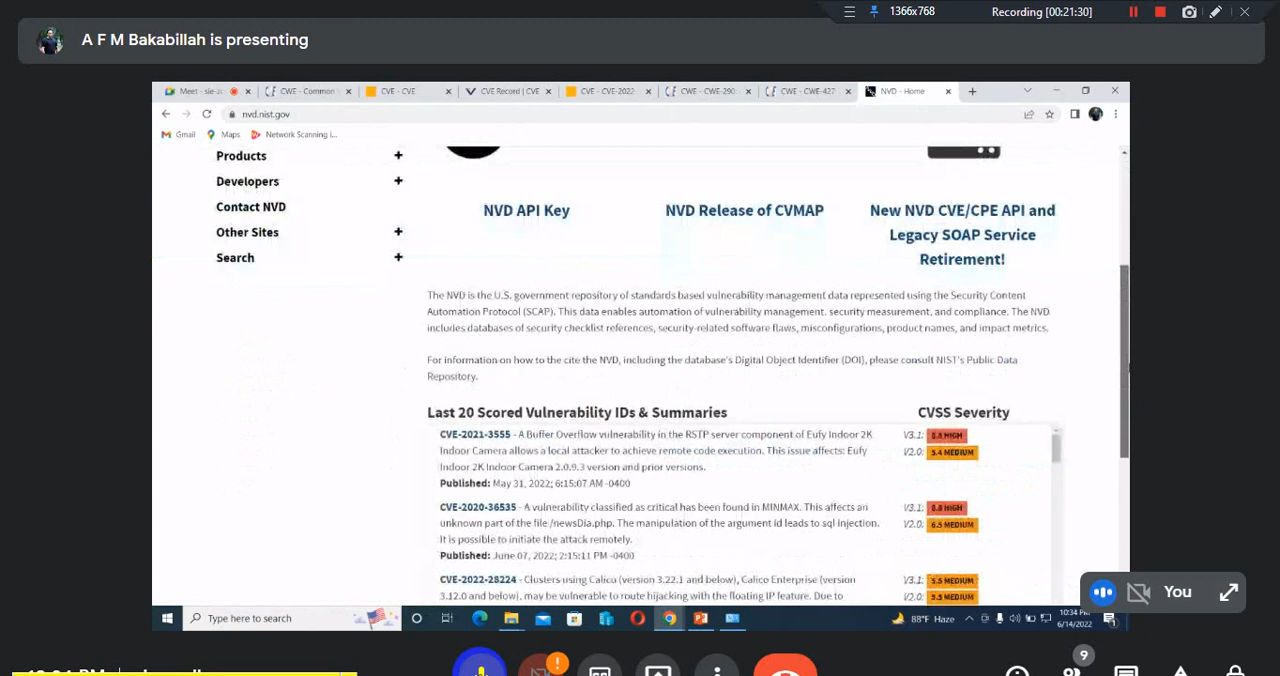 1366x768
Recording [00:21:30]
A F M Bakabillah is presenting
Meet - sie-
CWE - Common
CVE - CVE
CVE Record | CVE
CVE - CVE-2022-
CWE - CWE-290:
CWE - CWE-427:
NVD - Home
nvd.nist.gov
Gmail
Maps
Network Scanning i...
Products
Developers
Contact NVD
Other Sites
Search
NVD API Key
NVD Release of CVMAP
New NVD CVE/CPE API and
Legacy SOAP Service
Retirement!
The NVD is the U.S. government repository of standards based vulnerability management data represented using the Security Content
Automation Protocol (SCAP). This data enables automation of vulnerability management, security measurement, and compliance. The NVD
includes databases of security checklist references, security-related software flaws, misconfigurations, product names, and impact metrics.
For information on how to the cite the NVD, including the database's Digital Object Identifier (DOI), please consult NIST's Public Data
Repository.
Last 20 Scored Vulnerability IDs & Summaries
CVSS Severity
CVE-2021-3555 - A Buffer Overflow vulnerability in the RSTP server component of Eufy Indoor 2K
Indoor Camera allows a local attacker to achieve remote code execution. This issue affects: Eufy
Indoor 2K Indoor Camera 2.0.9.3 version and prior versions.
Published: May 31, 2022; 6:15:07 AM -0400
V3.1: 8.8 HIGH
V2.0: 5.4 MEDIUM
CVE-2020-36535 - A vulnerability classified as critical has been found in MINMAX. This affects an
unknown part of the file /newsDia.php. The manipulation of the argument id leads to sql injection.
It is possible to initiate the attack remotely.
Published: June 07, 2022; 2:15:11 PM -0400
V3.1: 8.8 HIGH
V2.0: 6.5 MEDIUM
CVE-2022-28224 - Clusters using Calico (version 3.22.1 and below), Calico Enterprise (version
3.12.0 and below), may be vulnerable to route hijacking with the floating IP feature. Due to
V3.1: 5.5 MEDIUM
V2.0: 5.5 MEDIUM
You
Type here to search
88°F Haze
10:34 PM
6/14/2022
9